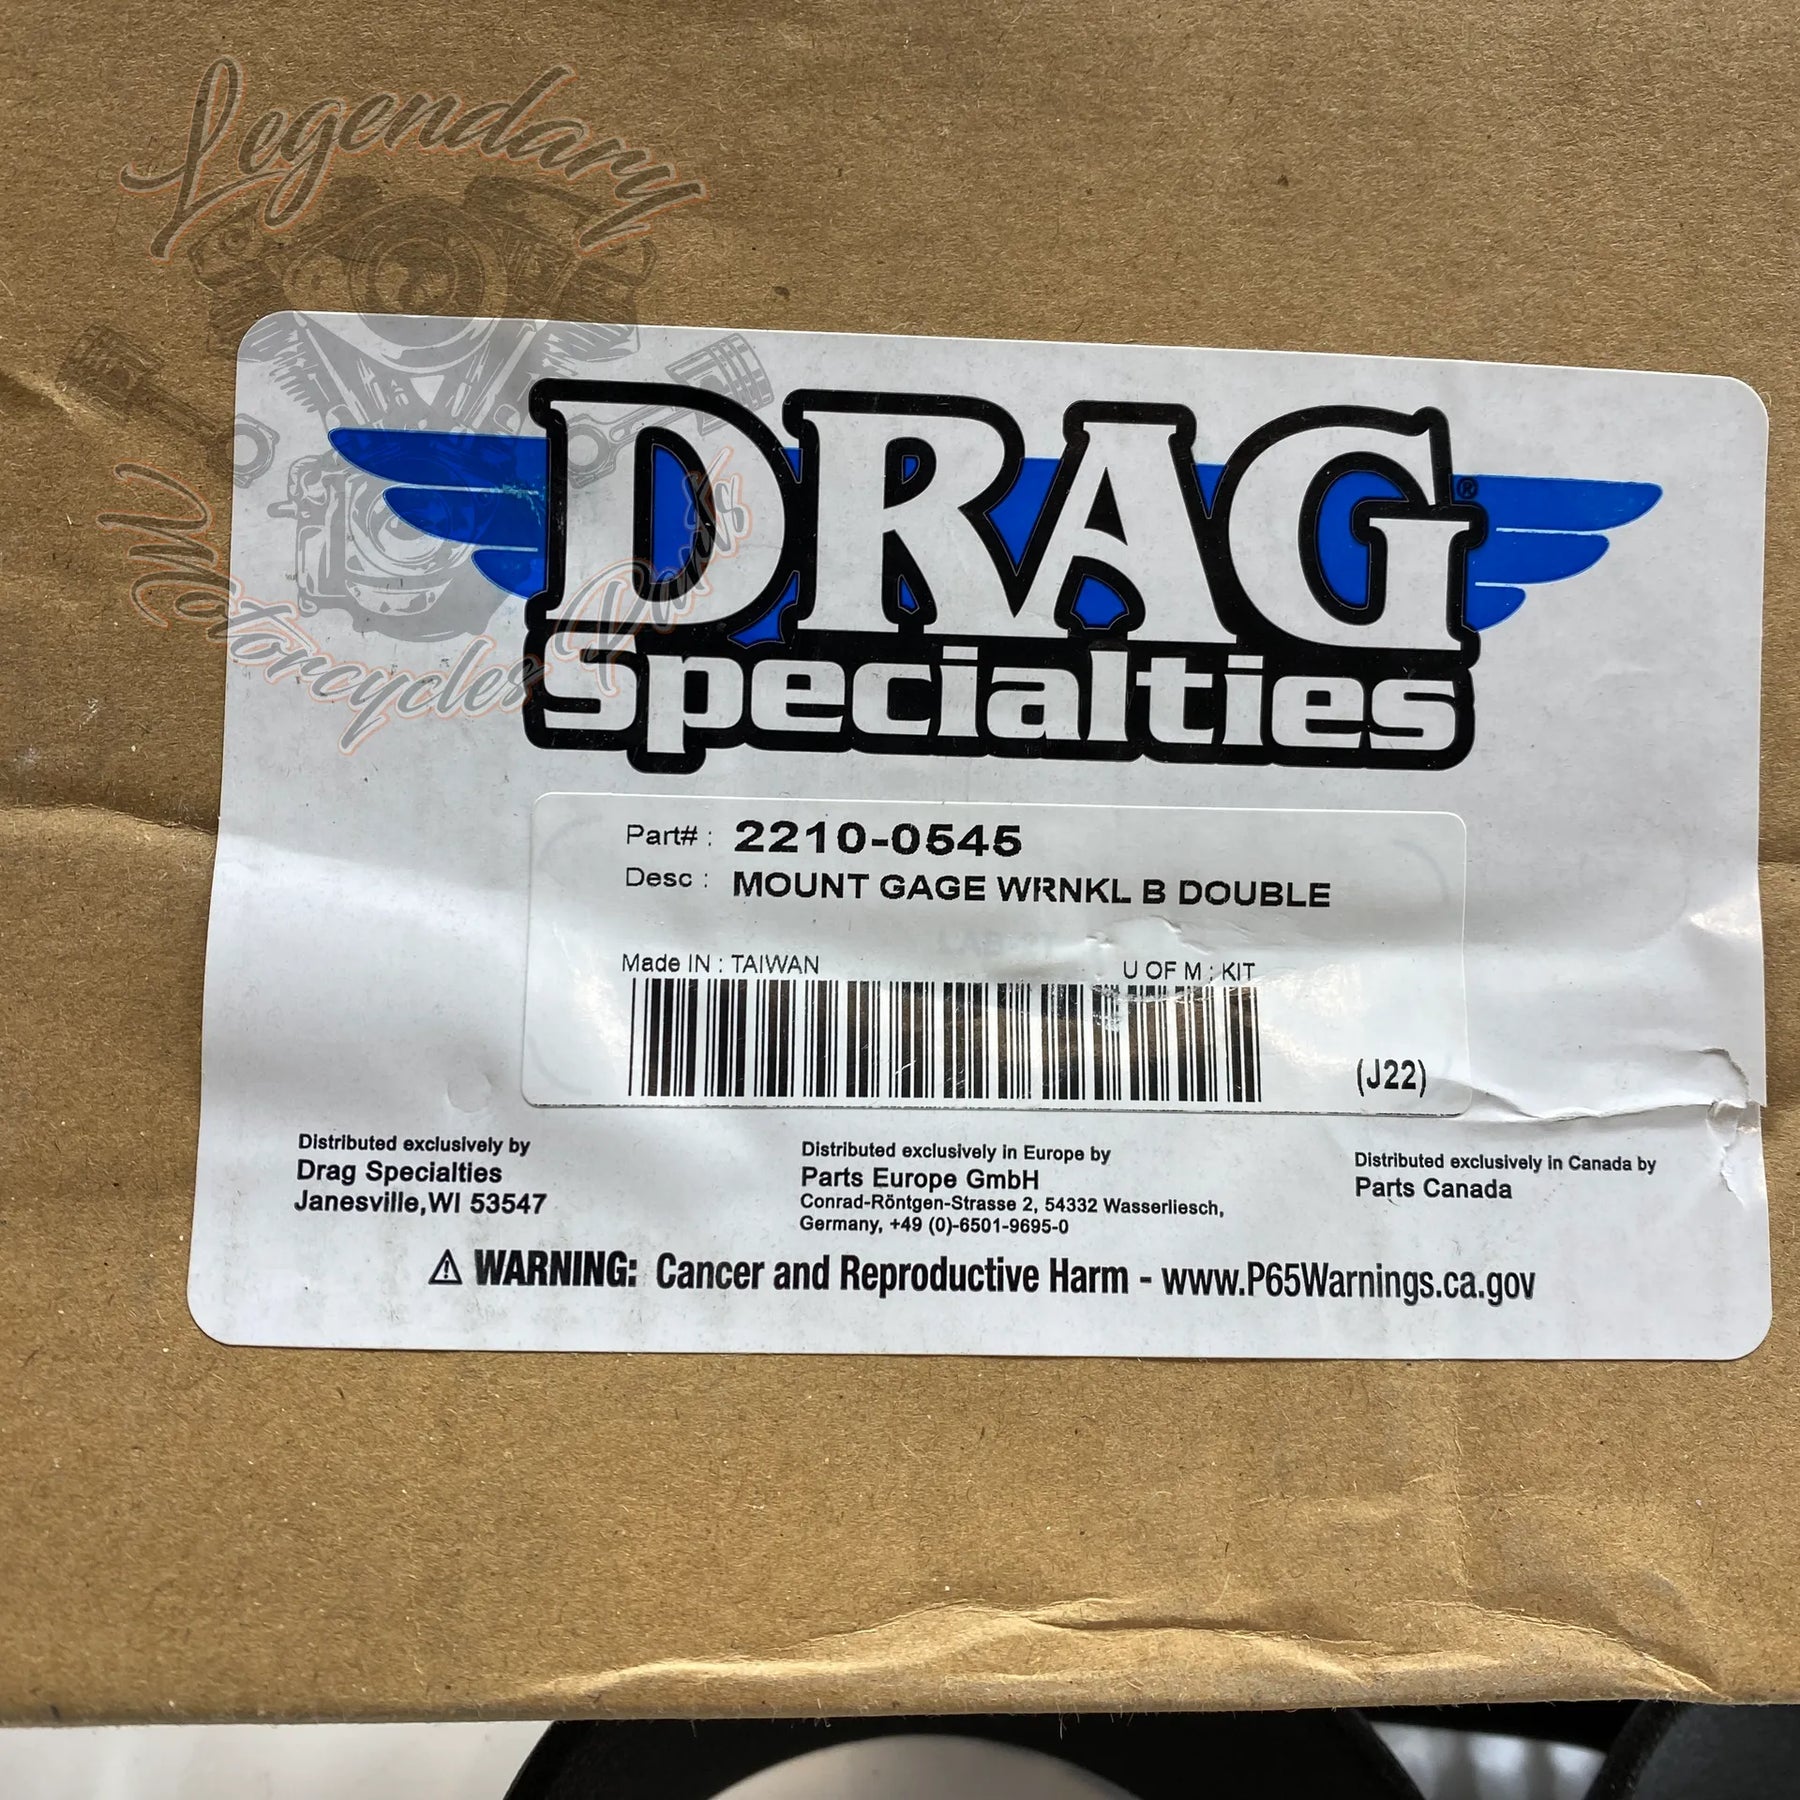 Legendary
Motorcycles Parts
DRAG®
Specialties
Part# : 2210-0545
Desc : MOUNT GAGE WRNKL B DOUBLE
Made IN : TAIWAN
U OF M : KIT
(J22)
Distributed exclusively by
Drag Specialties
Janesville,WI 53547
Distributed exclusively in Europe by
Parts Europe GmbH
Conrad-Röntgen-Strasse 2, 54332 Wasserliesch,
Germany, +49 (0)-6501-9695-0
Distributed exclusively in Canada by
Parts Canada
⚠ WARNING: Cancer and Reproductive Harm - www.P65Warnings.ca.gov